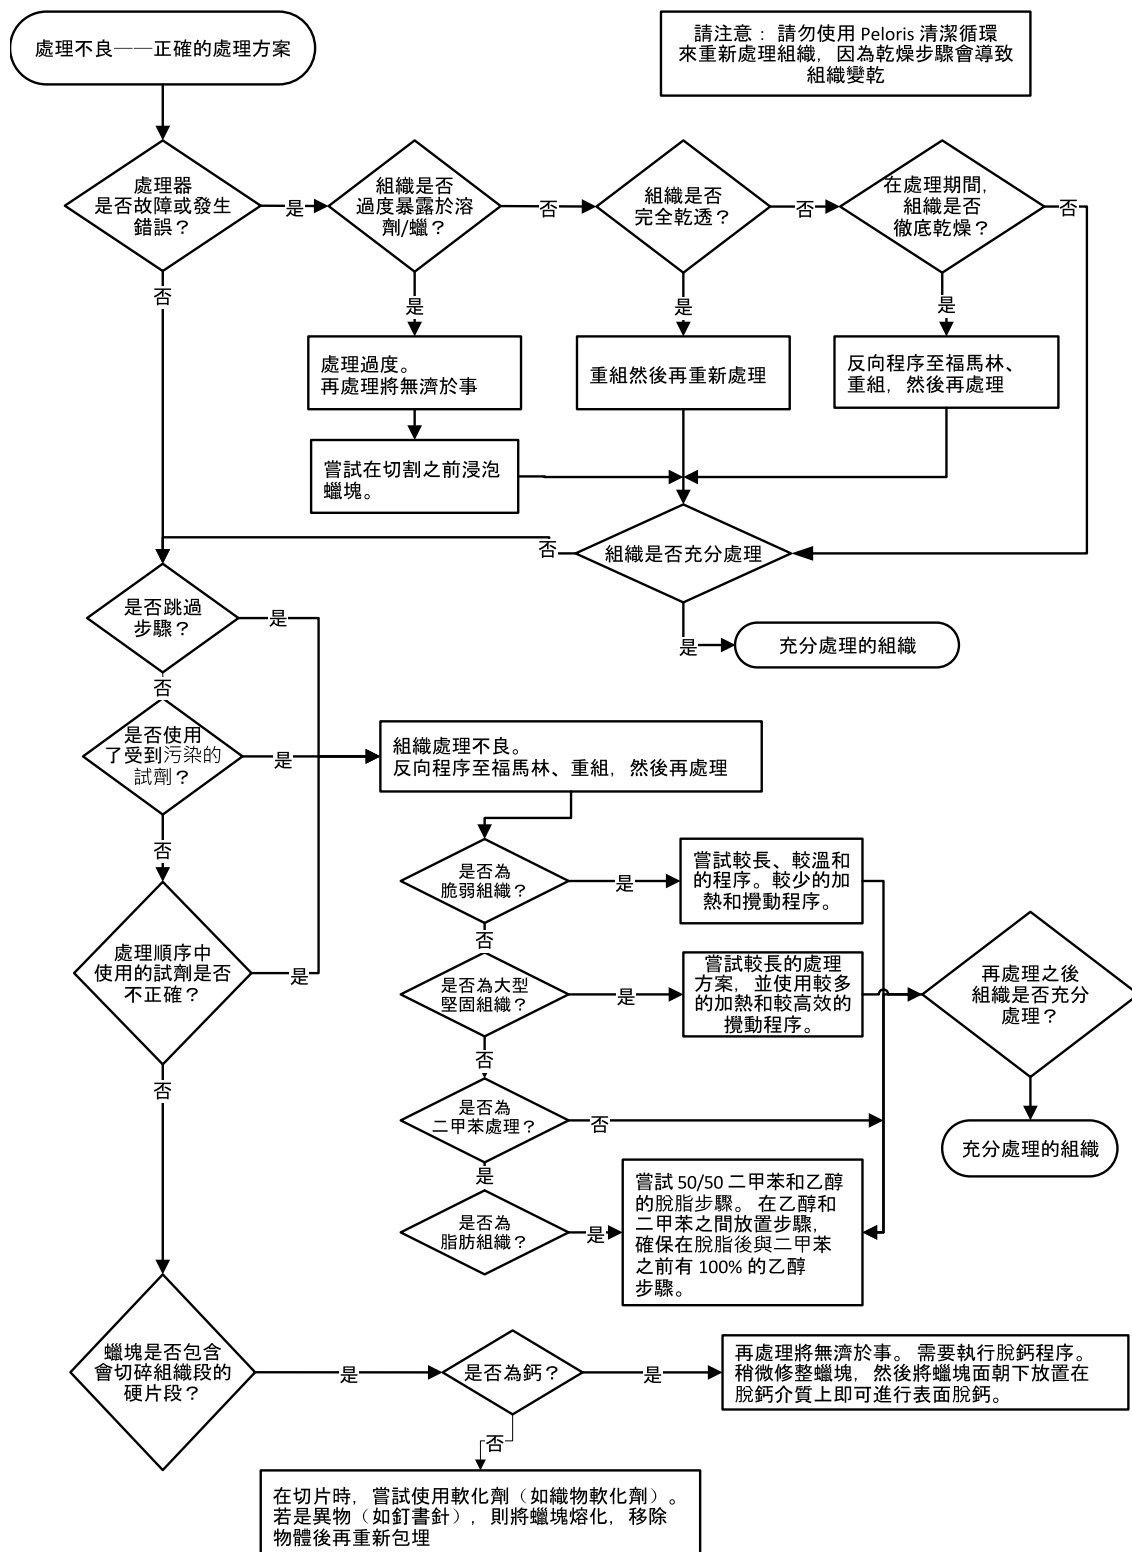 處理不良——正確的處理方案
請注意：請勿使用 Peloris 清潔循環
來重新處理組織，因為乾燥步驟會導致
組織變乾
處理器
是否故障或發生
錯誤？
是
組織是否
過度暴露於溶
劑/蠟？
否
組織是否
完全乾透？
否
在處理期間，
組織是否
徹底乾燥？
否
否
是
是
是
處理過度。
再處理將無濟於事
重組然後再重新處理
反向程序至福馬林、
重組，然後再處理
嘗試在切割之前浸泡
蠟塊。
否
組織是否充分處理
是
充分處理的組織
是否跳過
步驟？
是
否
是否使用
了受到污染的
試劑？
是
組織處理不良。
反向程序至福馬林、重組，然後再處理
否
處理順序中
使用的試劑是否
不正確？
是
是否為
脆弱組織？
是
嘗試較長、較溫和
的程序。較少的加
熱和攪動程序。
否
是否為大型
堅固組織？
是
嘗試較長的處理
方案，並使用較多
的加熱和較高效的
攪動程序。
再處理之後
組織是否充分
處理？
否
否
是否為
二甲苯處理？
否
充分處理的組織
是
是否為
脂肪組織？
是
嘗試 50/50 二甲苯和乙醇
的脫脂步驟。 在乙醇和
二甲苯之間放置步驟，
確保在脫脂後與二甲苯
之前有 100% 的乙醇
步驟。
蠟塊是否包含
會切碎組織段的
硬片段？
是
是否為鈣？
是
再處理將無濟於事。 需要執行脫鈣程序。
稍微修整蠟塊，然後將蠟塊面朝下放置在
脫鈣介質上即可進行表面脫鈣。
否
在切片時，嘗試使用軟化劑（如織物軟化劑）。
若是異物（如釘書針），則將蠟塊熔化，移除
物體後再重新包埋